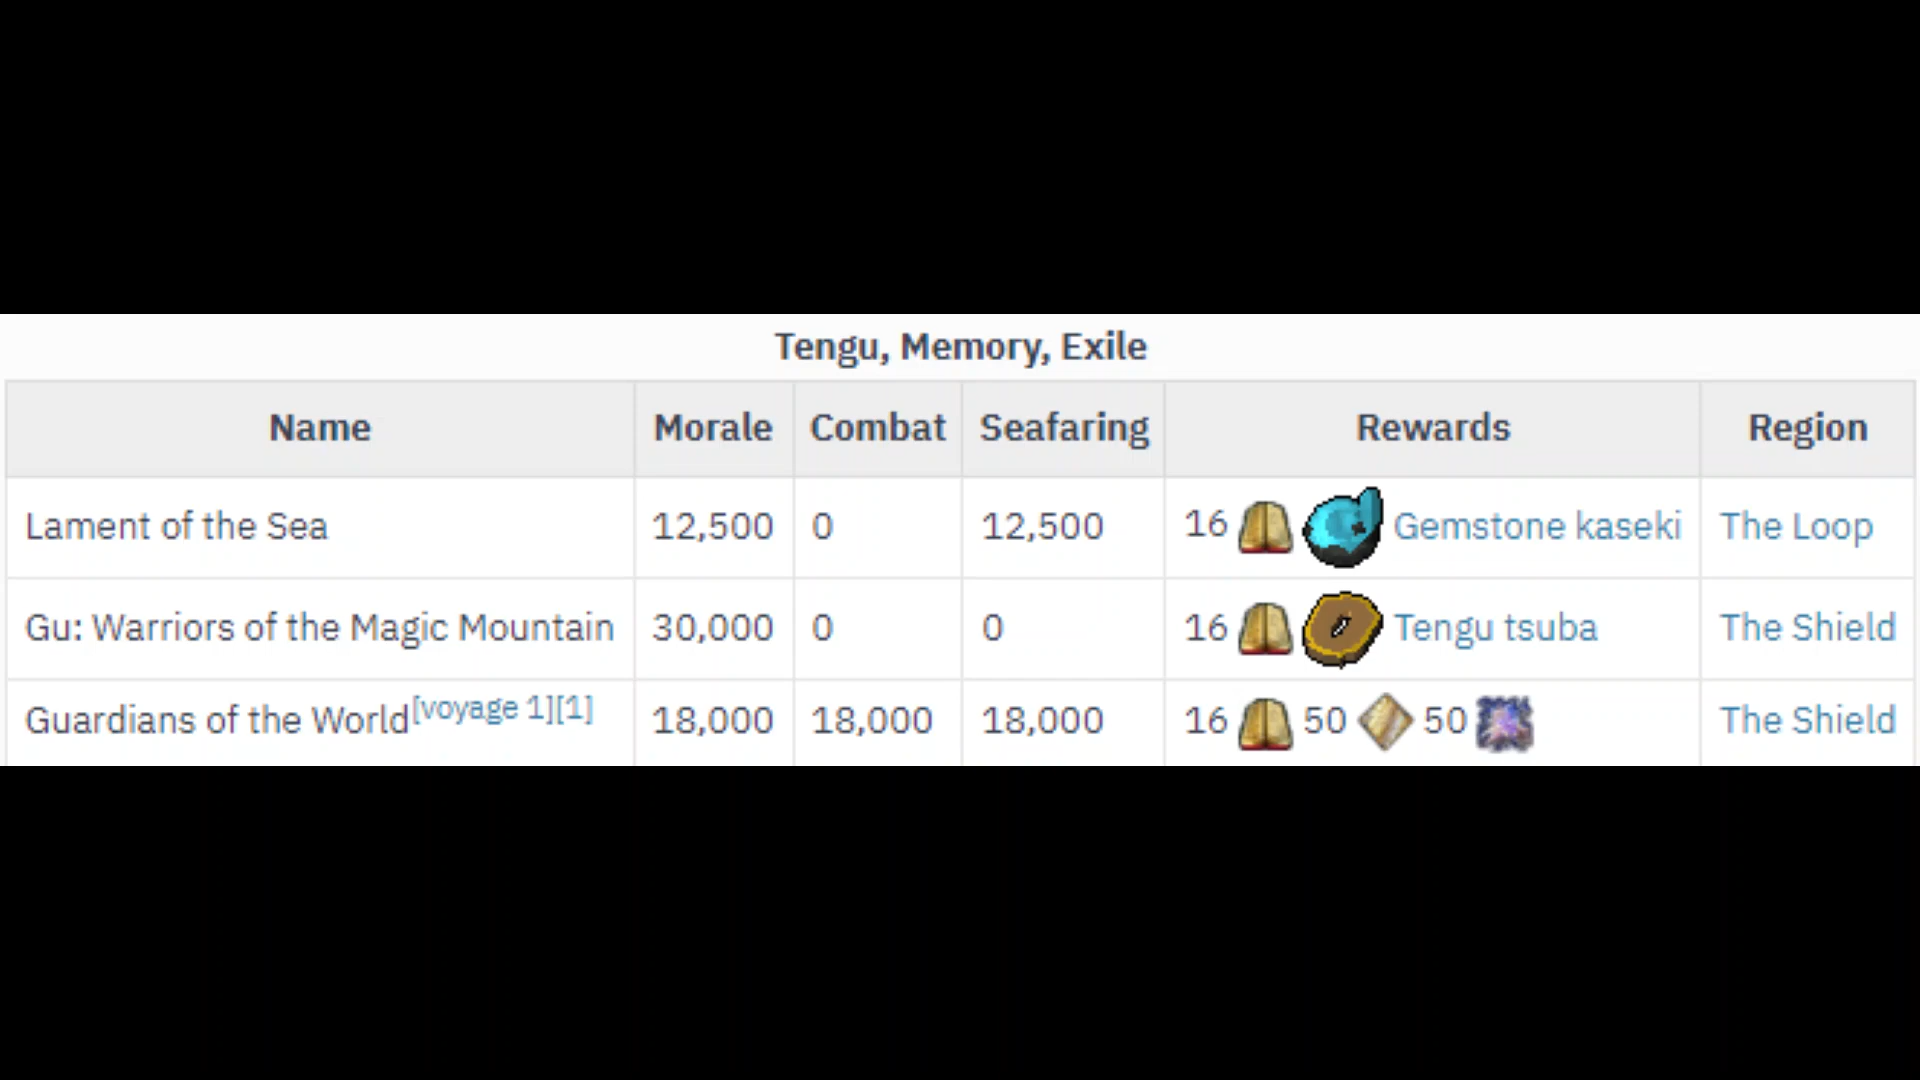 Tengu, Memory, Exile
Name Morale Combat Seafaring Rewards Region
Lament of the Sea 12,500 0 12,500 16 Gemstone kaseki The Loop
Gu: Warriors of the Magic Mountain 30,000 0 0 16 Tengu tsuba The Shield
Guardians of the World[voyage 1][1] 18,000 18,000 18,000 16 50 50 The Shield